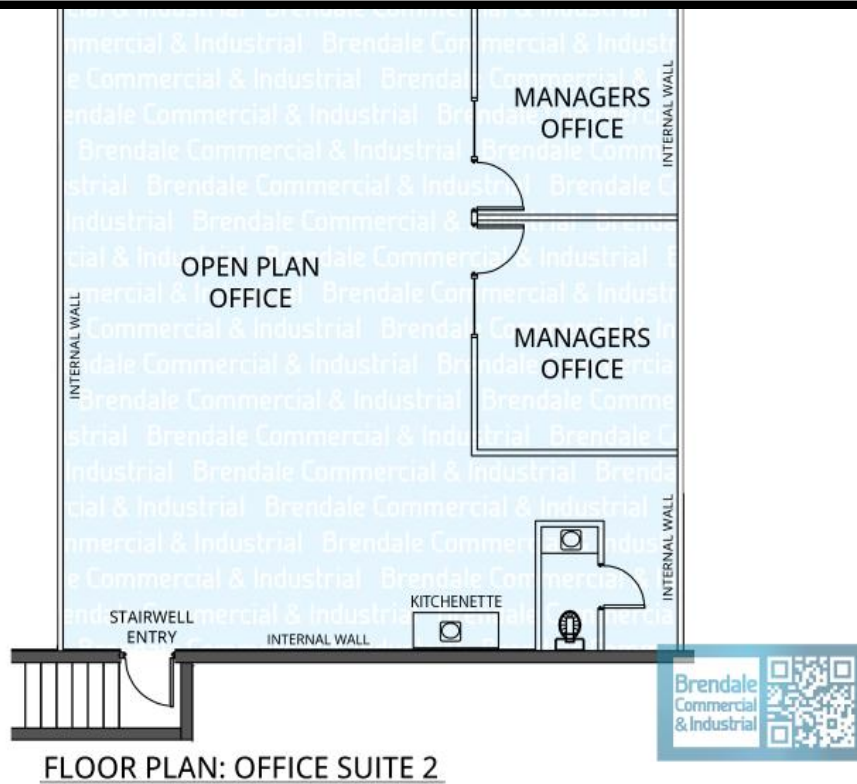 MANAGERS
OFFICE
INTERNAL WALL
OPEN PLAN
OFFICE
INTERNAL WALL
MANAGERS
OFFICE
INTERNAL WALL
KITCHENETTE
STAIRWELL
ENTRY
INTERNAL WALL
Brendale
Commercial
& Industrial
FLOOR PLAN: OFFICE SUITE 2